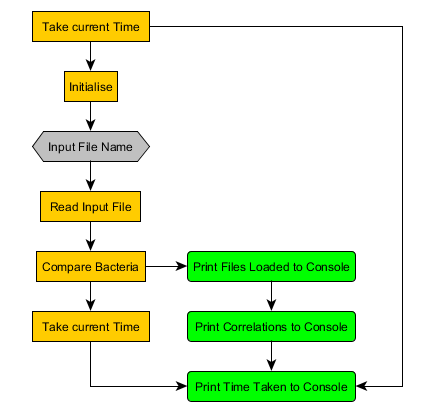 Take current Time
Initialise
Input File Name
Read Input File
Compare Bacteria
Print Files Loaded to Console
Take current Time
Print Correlations to Console
Print Time Taken to Console